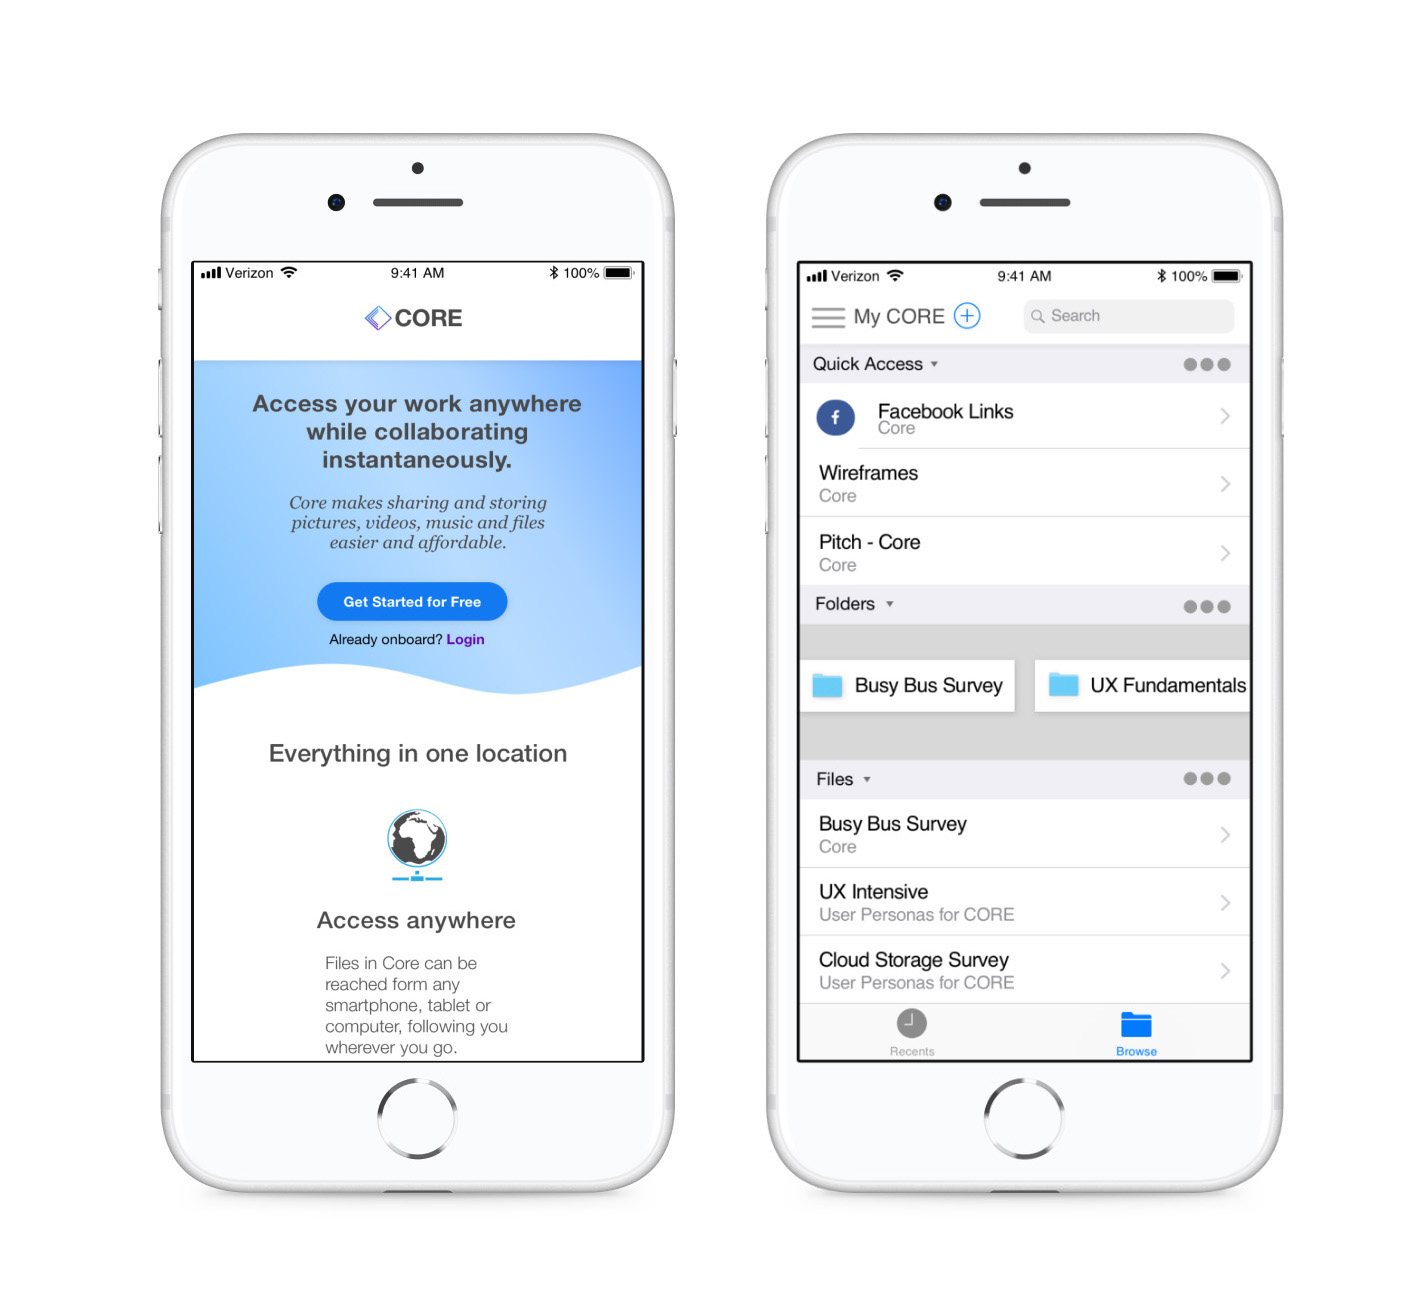 Verizon 9:41 AM 100%
CORE
Access your work anywhere
while collaborating
instantaneously.
Core makes sharing and storing
pictures, videos, music and files
easier and affordable.
Get Started for Free
Already onboard? Login
Everything in one location
Access anywhere
Files in Core can be
reached form any
smartphone, tablet or
computer, following you
wherever you go.
Verizon 9:41 AM 100%
My CORE Search
Quick Access
f
Facebook Links
Core
Wireframes
Core
Pitch - Core
Core
Folders
Busy Bus Survey UX Fundamentals
Files
Busy Bus Survey
Core
UX Intensive
User Personas for CORE
Cloud Storage Survey
User Personas for CORE
Recents Browse